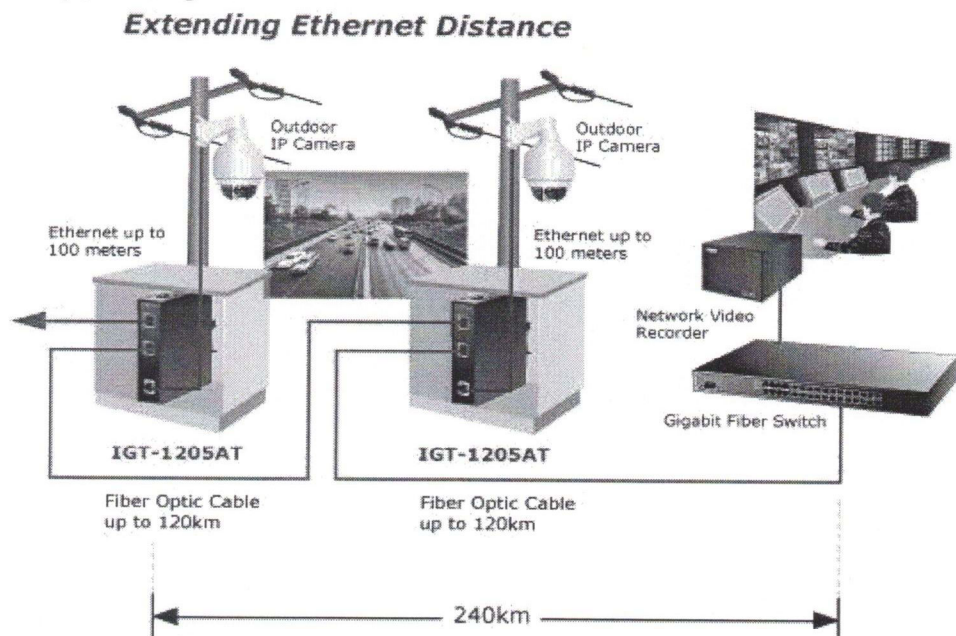 Extending Ethernet Distance
Outdoor
IP Camera
Outdoor
IP Camera
Ethernet up to
100 meters
Ethernet up to
100 meters
Network Video
Recorder
Gigabit Fiber Switch
IGT-1205AT
IGT-1205AT
Fiber Optic Cable
up to 120km
Fiber Optic Cable
up to 120km
240km